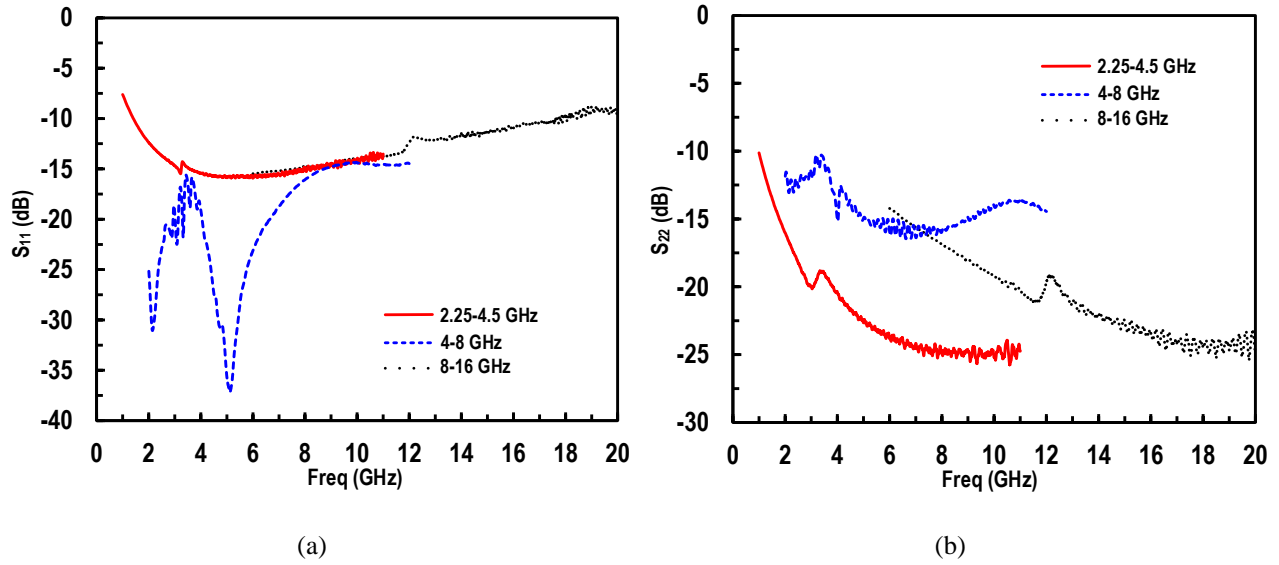 0
-5
-10
-15
-20
-25
-30
-35
-40
S11 (dB)
2.25-4.5 GHz
4-8 GHz
8-16 GHz
0 2 4 6 8 10 12 14 16 18 20
Freq (GHz)
(a)
0
-5
-10
-15
-20
-25
-30
S22 (dB)
2.25-4.5 GHz
4-8 GHz
8-16 GHz
0 2 4 6 8 10 12 14 16 18 20
Freq (GHz)
(b)